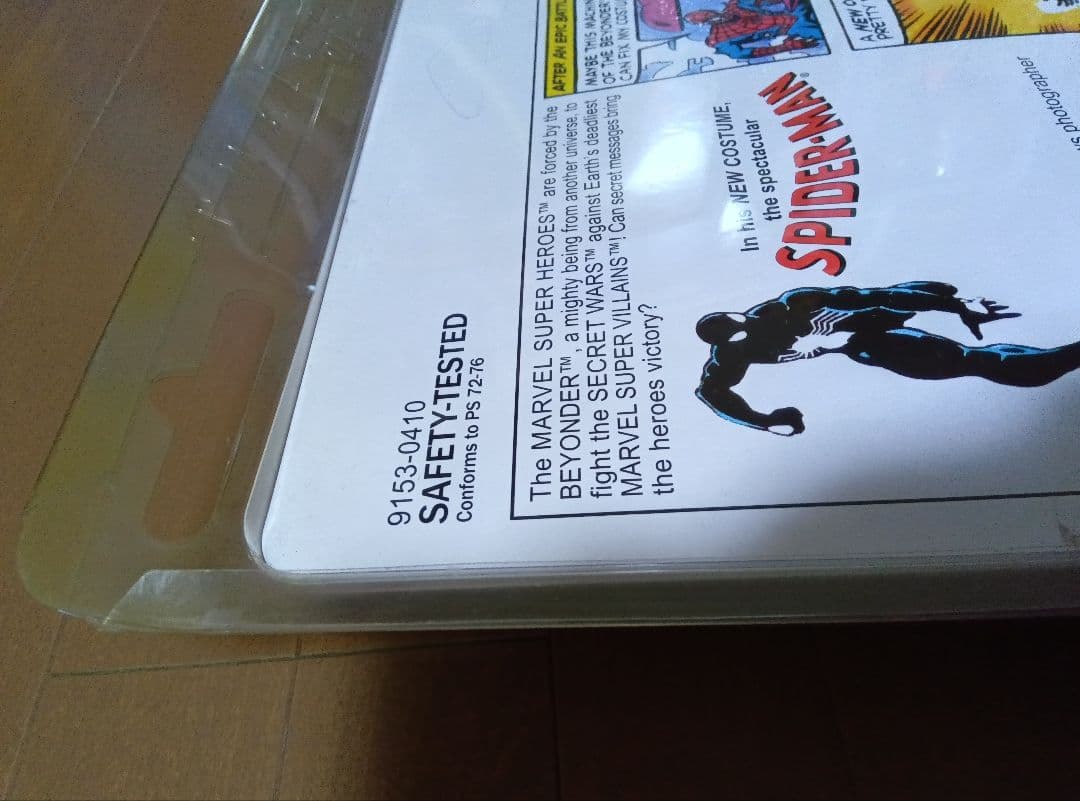 9153-0410
SAFETY-TESTED
Conforms to PS 72-76
The MARVEL SUPER HEROES™ are forced by the
BEYONDER™, a mighty being from another universe, to
fight the SECRET WARS™ against Earth's deadliest
MARVEL SUPER VILLAINS™! Can secret messages bring
the heroes victory?
AFTER AN EPIC
MAYBE THIS
OF THE BEYONDER
CAN FIX MY
In his NEW COSTUME,
the spectacular
SPIDER-MAN®
A NEW
PRETTY
photographer